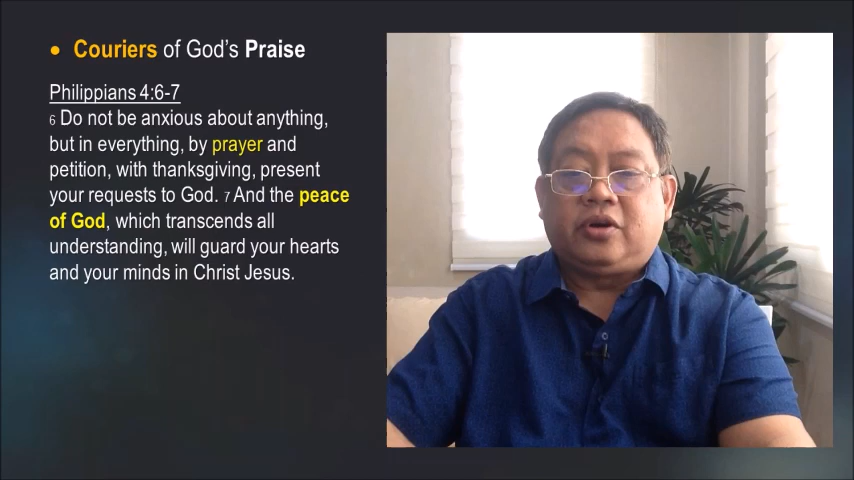 • Couriers of God's Praise
Philippians 4:6-7
6 Do not be anxious about anything,
but in everything, by prayer and
petition, with thanksgiving, present
your requests to God. 7 And the peace
of God, which transcends all
understanding, will guard your hearts
and your minds in Christ Jesus.